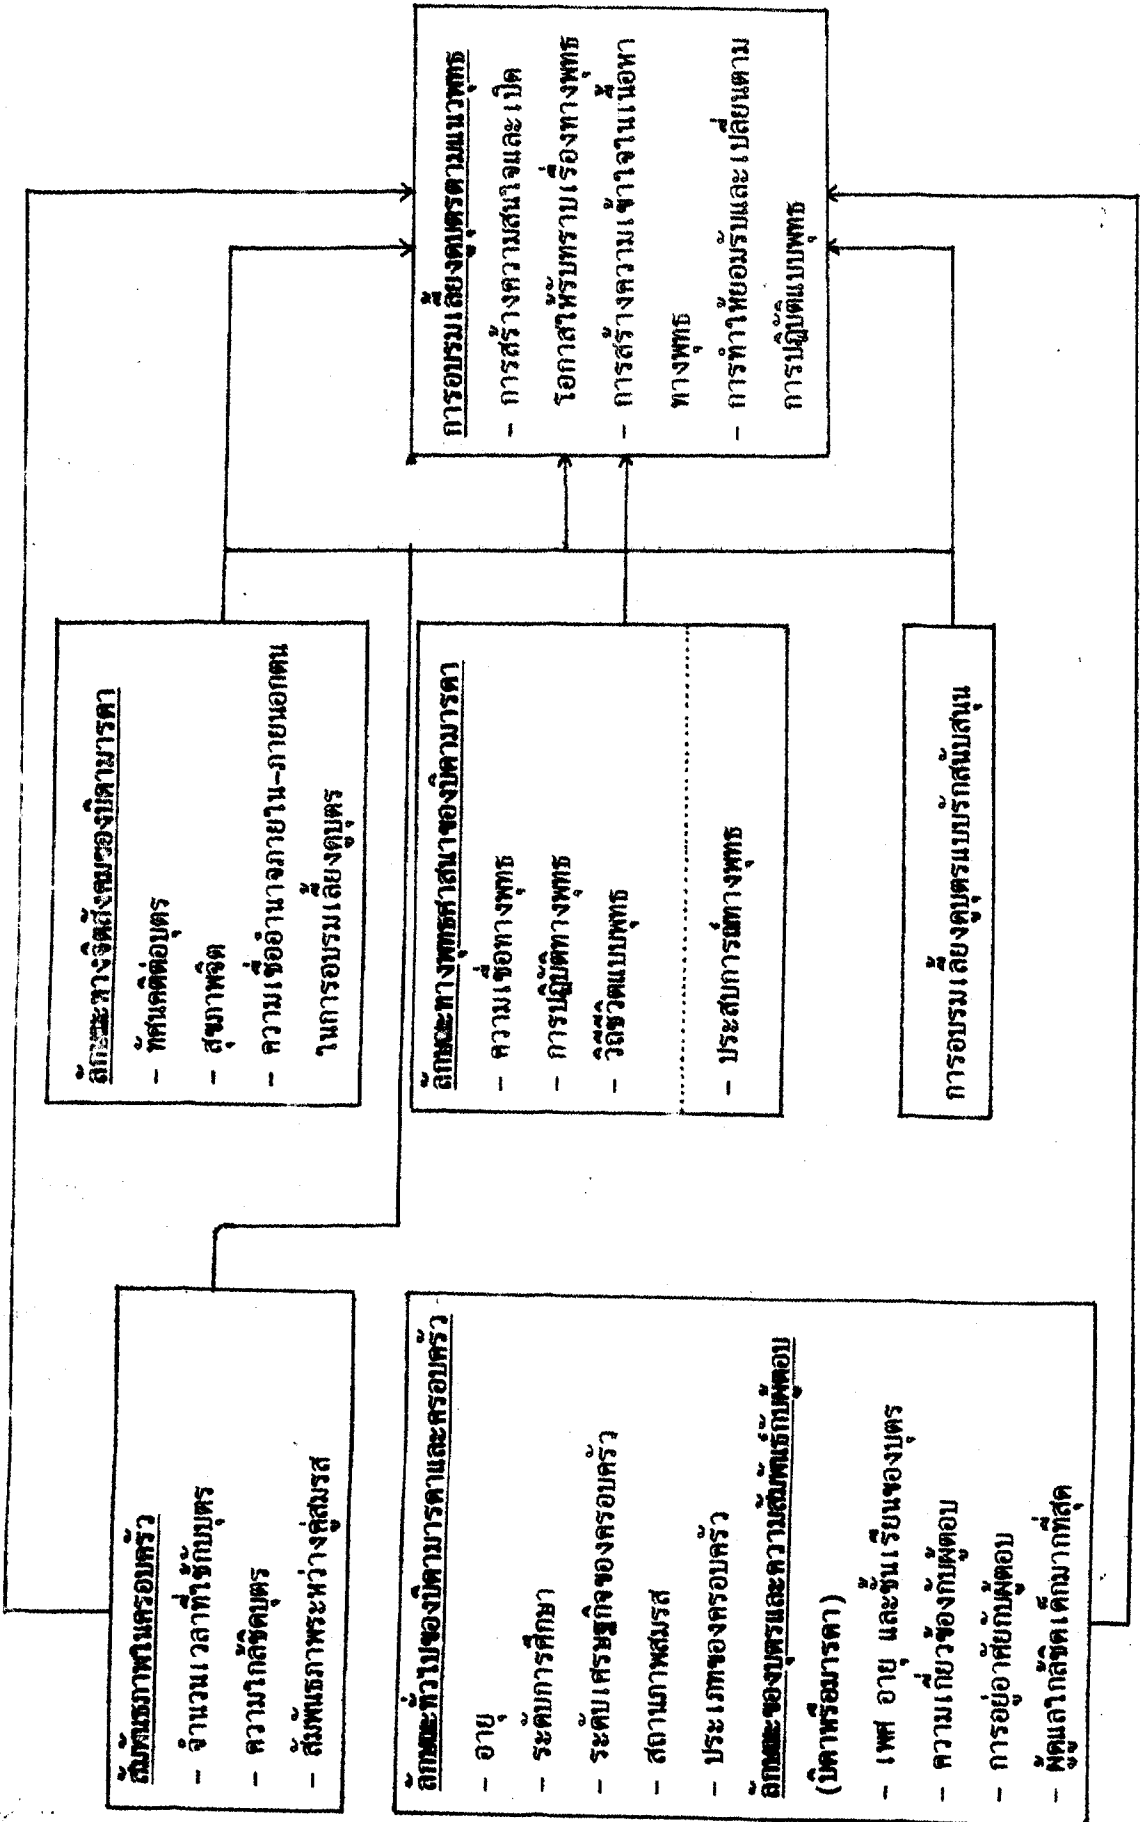 สัมพันธภาพในครอบครัว
- จำนวนเวลาที่ใช้กับบุตร
- ความใกล้ชิดบุตร
- สัมพันธภาพระหว่างคู่สมรส
ลักษณะทั่วไปของบิดามารดาและครอบครัว
- อายุ
- ระดับการศึกษา
- ระดับเศรษฐกิจของครอบครัว
- สถานภาพสมรส
- ประเภทของครอบครัว
ลักษณะของบุตรและความสัมพันธ์กับผู้ตอบ
(บิดาหรือมารดา)
- เพศ อายุ และชั้นเรียนของบุตร
- ความเกี่ยวข้องกับผู้ตอบ
- การอยู่อาศัยกับผู้ตอบ
- ผู้ดูแลใกล้ชิดเด็กมากที่สุด
ลักษณะทางจิตสังคมของบิดามารดา
- ทัศนคติต่อบุตร
- สุขภาพจิต
- ความเชื่ออำนาจภายใน-ภายนอกตน
ในการอบรมเลี้ยงดูบุตร
ลักษณะทางพุทธศาสนาของบิดามารดา
- ความเชื่อทางพุทธ
- การปฏิบัติทางพุทธ
- วิถีชีวิตแบบพุทธ
- ประสบการณ์ทางพุทธ
การอบรมเลี้ยงดูบุตรแบบรักสนับสนุน
การอบรมเลี้ยงดูบุตรตามแนวพุทธ
- การสร้างความสนใจและเปิด
โอกาสให้รับทราบเรื่องทางพุทธ
- การสร้างความเข้าใจในเนื้อหา
ทางพุทธ
- การทำให้ยอมรับและเปลี่ยนตาม
การปฏิบัติแบบพุทธ